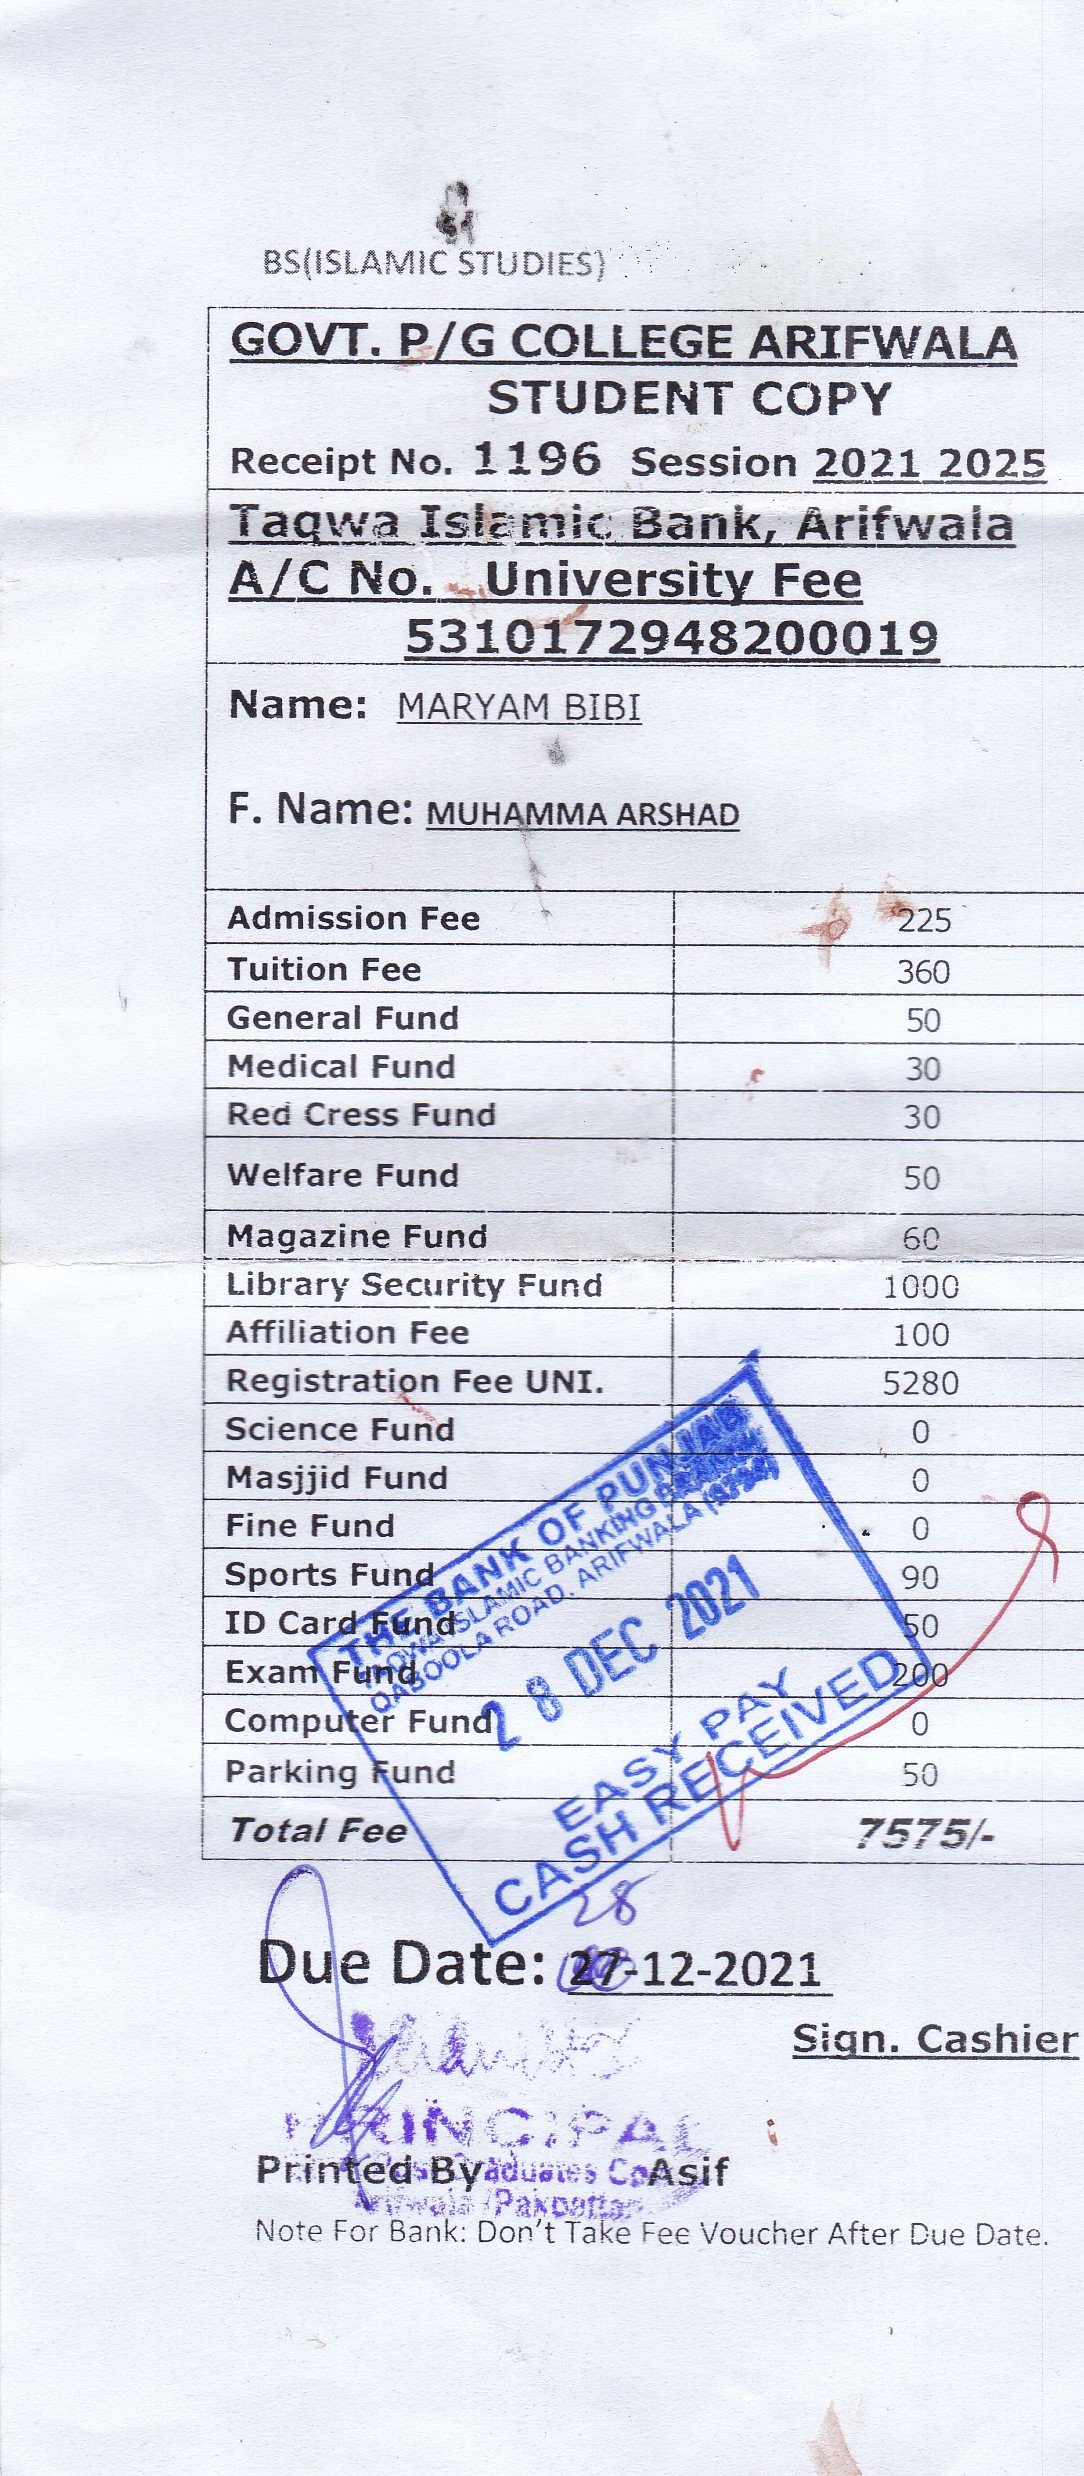 BS(ISLAMIC STUDIES)
GOVT. P/G COLLEGE ARIFWALA
STUDENT COPY
Receipt No. 1196 Session 2021 2025
Taqwa Islamic Bank, Arifwala
A/C No. University Fee
5310172948200019
Name: MARYAM BIBI
F. Name: MUHAMMA ARSHAD
Admission Fee 225
Tuition Fee 360
General Fund 50
Medical Fund 30
Red Cress Fund 30
Welfare Fund 50
Magazine Fund 60
Library Security Fund 1000
Affiliation Fee 100
Registration Fee UNI. 5280
Science Fund 0
Masjjid Fund 0
Fine Fund 0
Sports Fund 90
ID Card Fund 50
Exam Fund 200
Computer Fund 0
Parking Fund 50
Total Fee 7575/-
THE BANK OF PUNJAB
TAQWA ISLAMIC BANKING BRANCH
QABOOLA ROAD, ARIFWALA
28 DEC 2021
EASY PAY
CASH RECEIVED
28
Due Date: 27-12-2021
Sign. Cashier
PRINCIPAL
Printed By Asif
Graduates
Arifwala (Pakpattan
Note For Bank: Don't Take Fee Voucher After Due Date.